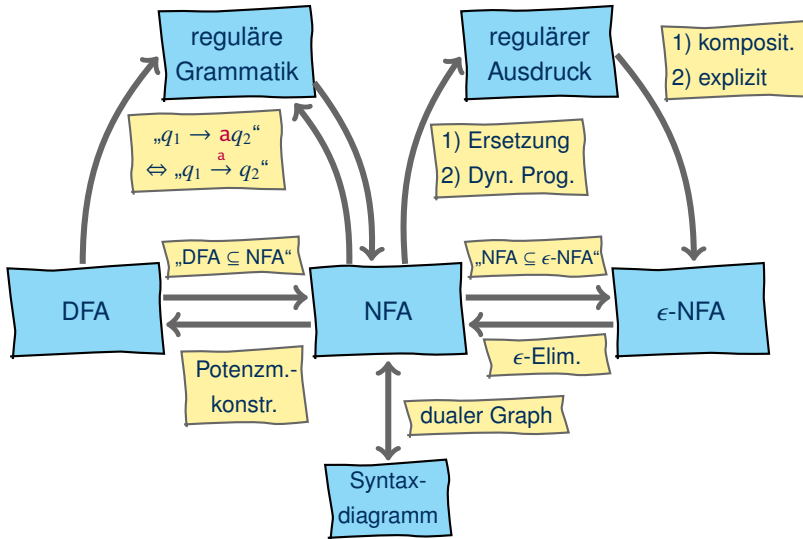 reguläre
Grammatik
regulärer
Ausdruck
1) komposit.
2) explizit
„q₁ → aq₂“
⇔ „q₁ →ᵃ q₂“
1) Ersetzung
2) Dyn. Prog.
„DFA ⊆ NFA“
„NFA ⊆ ϵ-NFA“
DFA
NFA
ϵ-NFA
Potenzm.-
konstr.
ϵ-Elim.
dualer Graph
Syntax-
diagramm